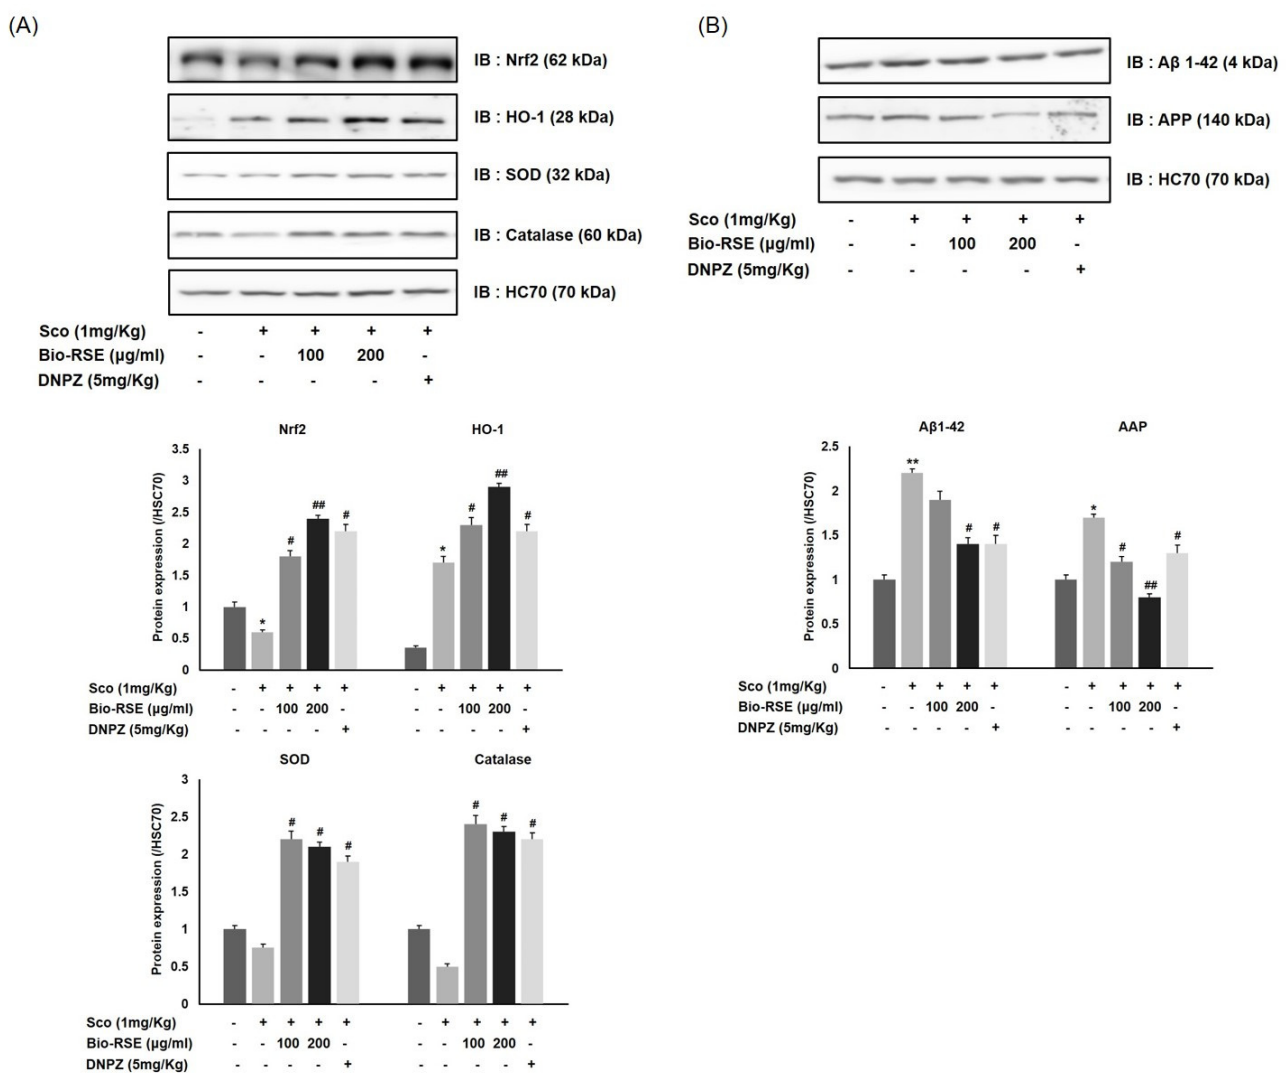 (A)
IB : Nrf2 (62 kDa)
IB : HO-1 (28 kDa)
IB : SOD (32 kDa)
IB : Catalase (60 kDa)
IB : HC70 (70 kDa)
Sco (1mg/Kg) - + + + +
Bio-RSE (µg/ml) - - 100 200 -
DNPZ (5mg/Kg) - - - - +
Nrf2 HO-1
Protein expression (/HSC70)
3.5
3
2.5
2
1.5
1
0.5
0
* # ## #
* # ## #
Sco (1mg/Kg) - + + + + - + + + +
Bio-RSE (µg/ml) - - 100 200 - - - 100 200 -
DNPZ (5mg/Kg) - - - - + - - - - +
SOD Catalase
Protein expression (/HSC70)
3
2.5
2
1.5
1
0.5
0
# # #
# # #
Sco (1mg/Kg) - + + + + - + + + +
Bio-RSE (µg/ml) - - 100 200 - - - 100 200 -
DNPZ (5mg/Kg) - - - - + - - - - +
(B)
IB : Aβ 1-42 (4 kDa)
IB : APP (140 kDa)
IB : HC70 (70 kDa)
Sco (1mg/Kg) - + + + +
Bio-RSE (µg/ml) - - 100 200 -
DNPZ (5mg/Kg) - - - - +
Aβ1-42 AAP
Protein expression (/HSC70)
2.5
2
1.5
1
0.5
0
** # #
* # ## #
Sco (1mg/Kg) - + + + + - + + + +
Bio-RSE (µg/ml) - - 100 200 - - - 100 200 -
DNPZ (5mg/Kg) - - - - + - - - - +